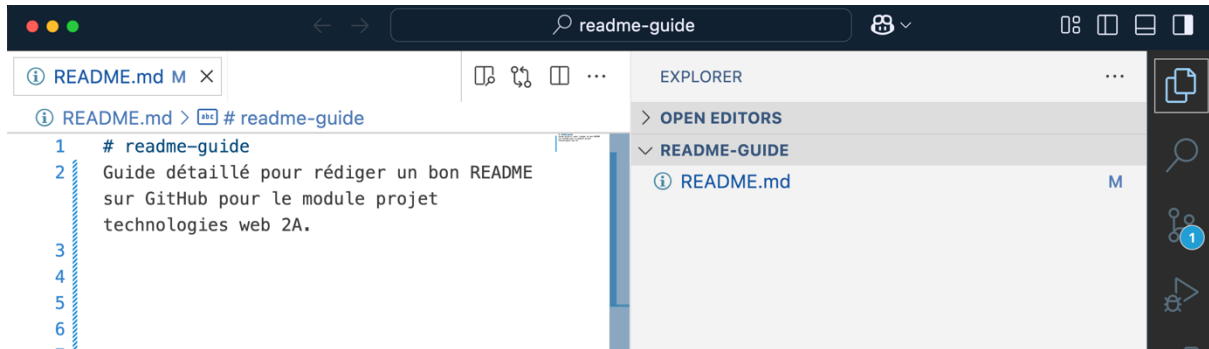 readme-guide
README.md M
README.md > # readme-guide
1 # readme-guide
2 Guide détaillé pour rédiger un bon README
sur GitHub pour le module projet
technologies web 2A.
3
4
5
6
EXPLORER
OPEN EDITORS
README-GUIDE
README.md M
1